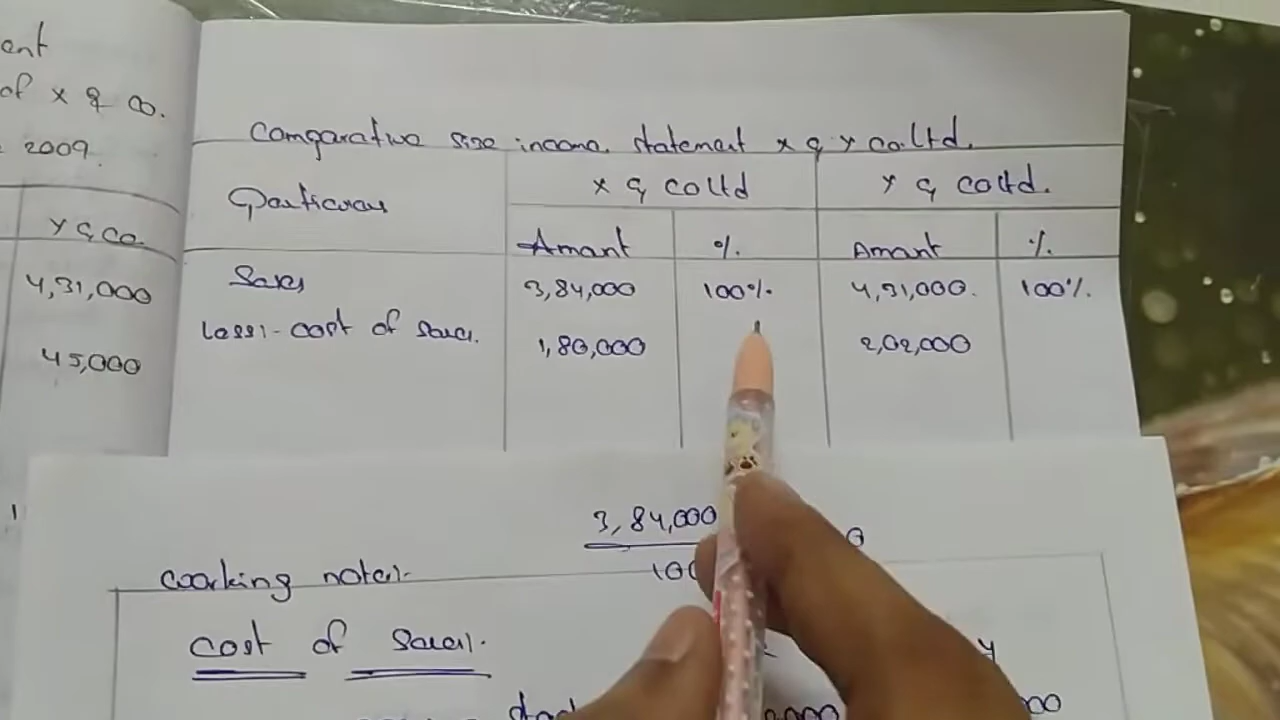 ent
of X & Co.
2009.
Y & Co.
4,31,000
45,000
Comparative size income statement X & Y Co. Ltd.
Particulars
X & Co Ltd
Y & Co Ltd.
Amant
%.
Amant
%.
Sales
3,84,000
100%.
4,31,000.
100%.
Less:- Cost of Sales.
1,80,000
2,02,000
3,84,000
100
Working notes:-
Cost of Sales:-